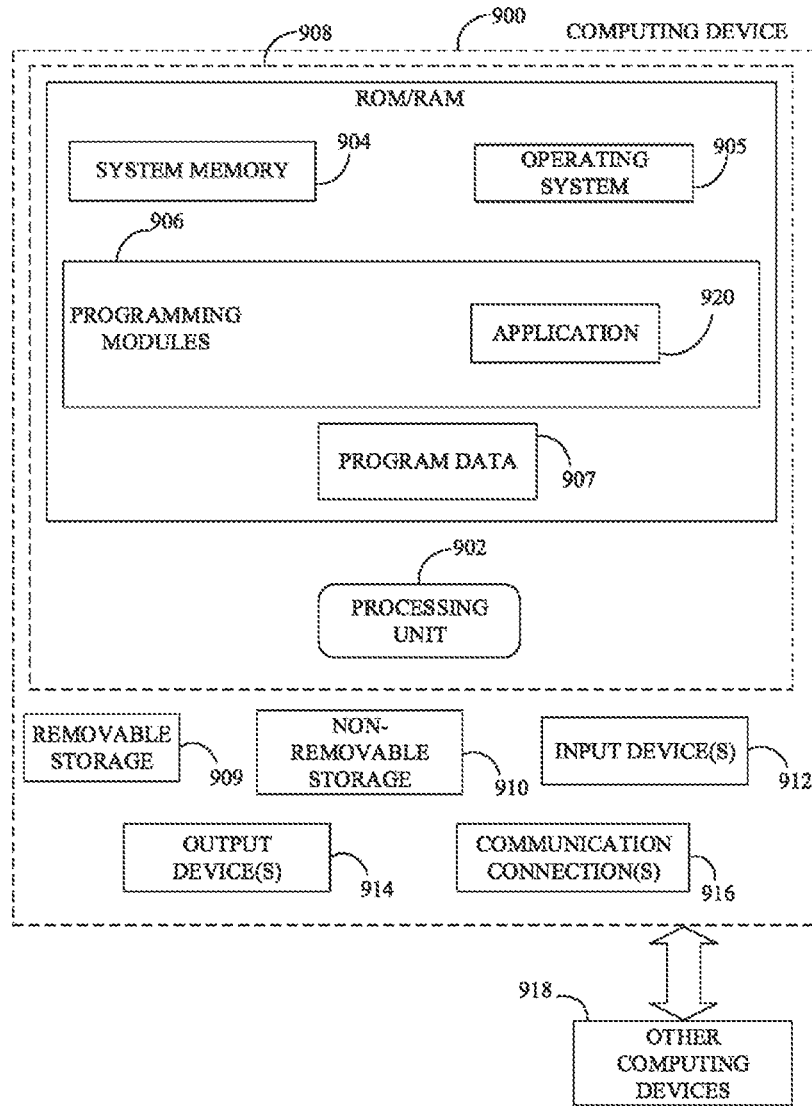 900
COMPUTING DEVICE
908
ROM/RAM
SYSTEM MEMORY
904
OPERATING
SYSTEM
905
906
PROGRAMMING
MODULES
APPLICATION
920
PROGRAM DATA
907
902
PROCESSING
UNIT
REMOVABLE
STORAGE
909
NON-
REMOVABLE
STORAGE
910
INPUT DEVICE(S)
912
OUTPUT
DEVICE(S)
914
COMMUNICATION
CONNECTION(S)
916
918
OTHER
COMPUTING
DEVICES